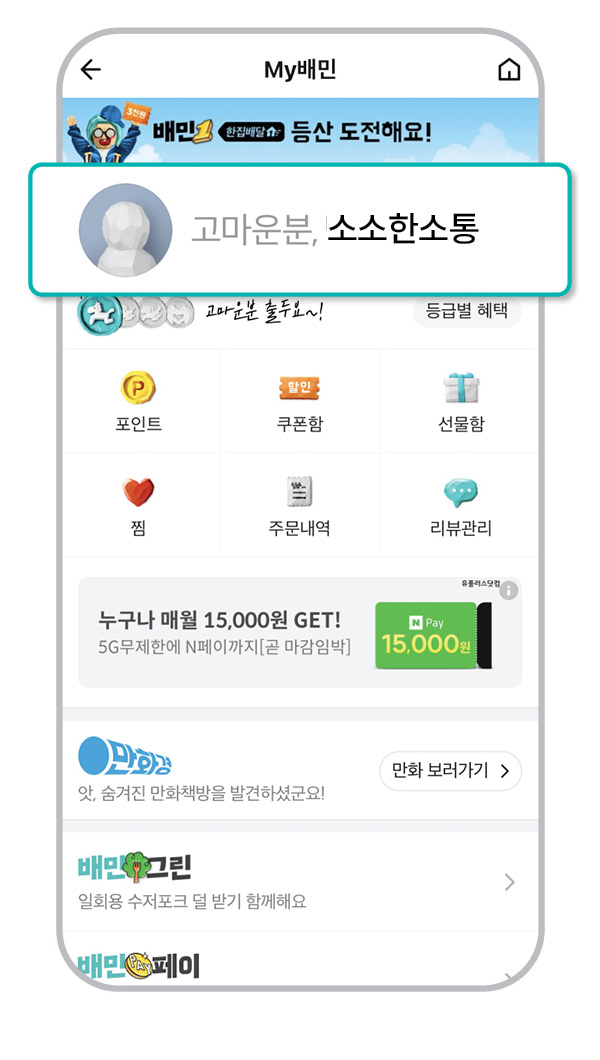 My배민
3천원
배민1 한집배달 등산 도전해요!
고마운분, 소소한소통
고마운분 출두요~!
등급별 혜택
P
할인
포인트
쿠폰함
선물함
찜
주문내역
리뷰관리
유플러스닷컴
누구나 매월 15,000원 GET!
5G무제한에 N페이까지[곧 마감임박]
N Pay
15,000원
만화경
앗, 숨겨진 만화책방을 발견하셨군요!
만화 보러가기
배민그린
일회용 수저포크 덜 받기 함께해요
배민PAY페이